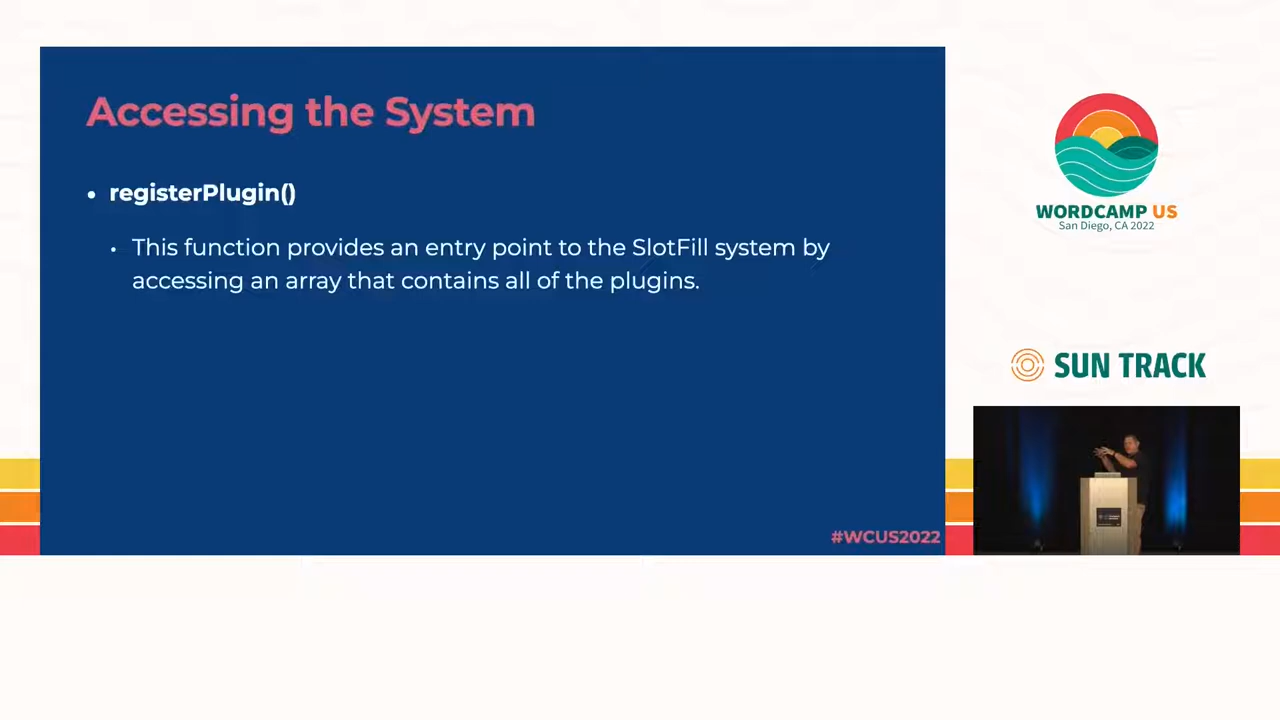 Accessing the System
• registerPlugin()
• This function provides an entry point to the SlotFill system by
accessing an array that contains all of the plugins.
#WCUS2022
WORDCAMP US
San Diego, CA 2022
SUN TRACK